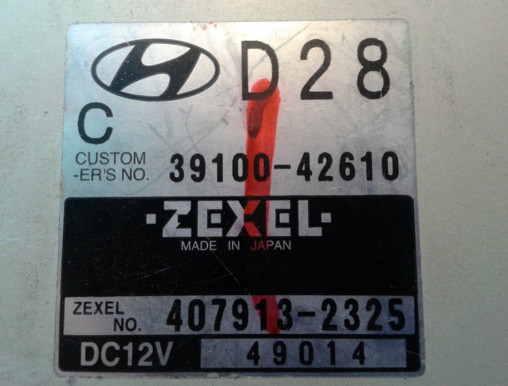 D28
C
CUSTOM
-ER'S NO. 39100-42610
·ZEXEL·
MADE IN JAPAN
ZEXEL
NO. 407913-2325
DC12V 49014